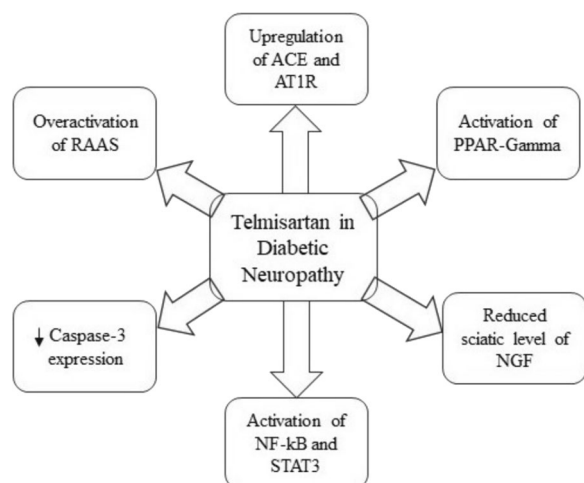 Upregulation
of ACE and
AT1R
Overactivation
of RAAS
Activation of
PPAR-Gamma
Telmisartan in
Diabetic
Neuropathy
↓ Caspase-3
expression
Reduced
sciatic level of
NGF
Activation of
NF-kB and
STAT3